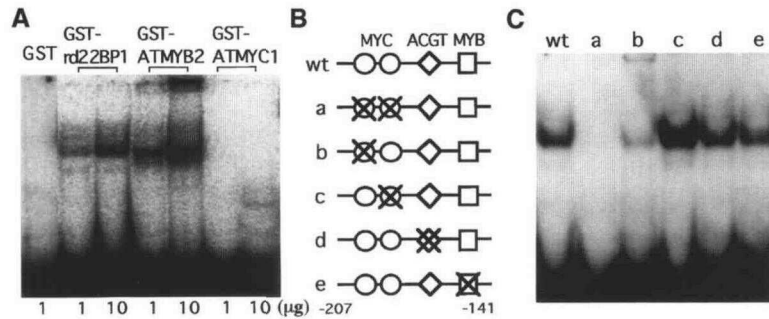 A
GST- GST- GST-
GST rd22BP1 ATMYB2 ATMYC1
1 1 10 1 10 1 10 (μg)
B
MYC ACGT MYB
wt
a
b
c
d
e
-207 -141
C
wt a b c d e